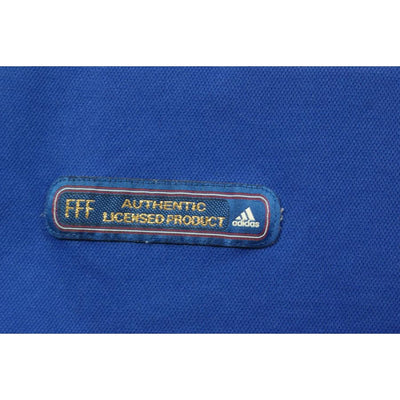 FFF
AUTHENTIC
LICENSED PRODUCT
adidas